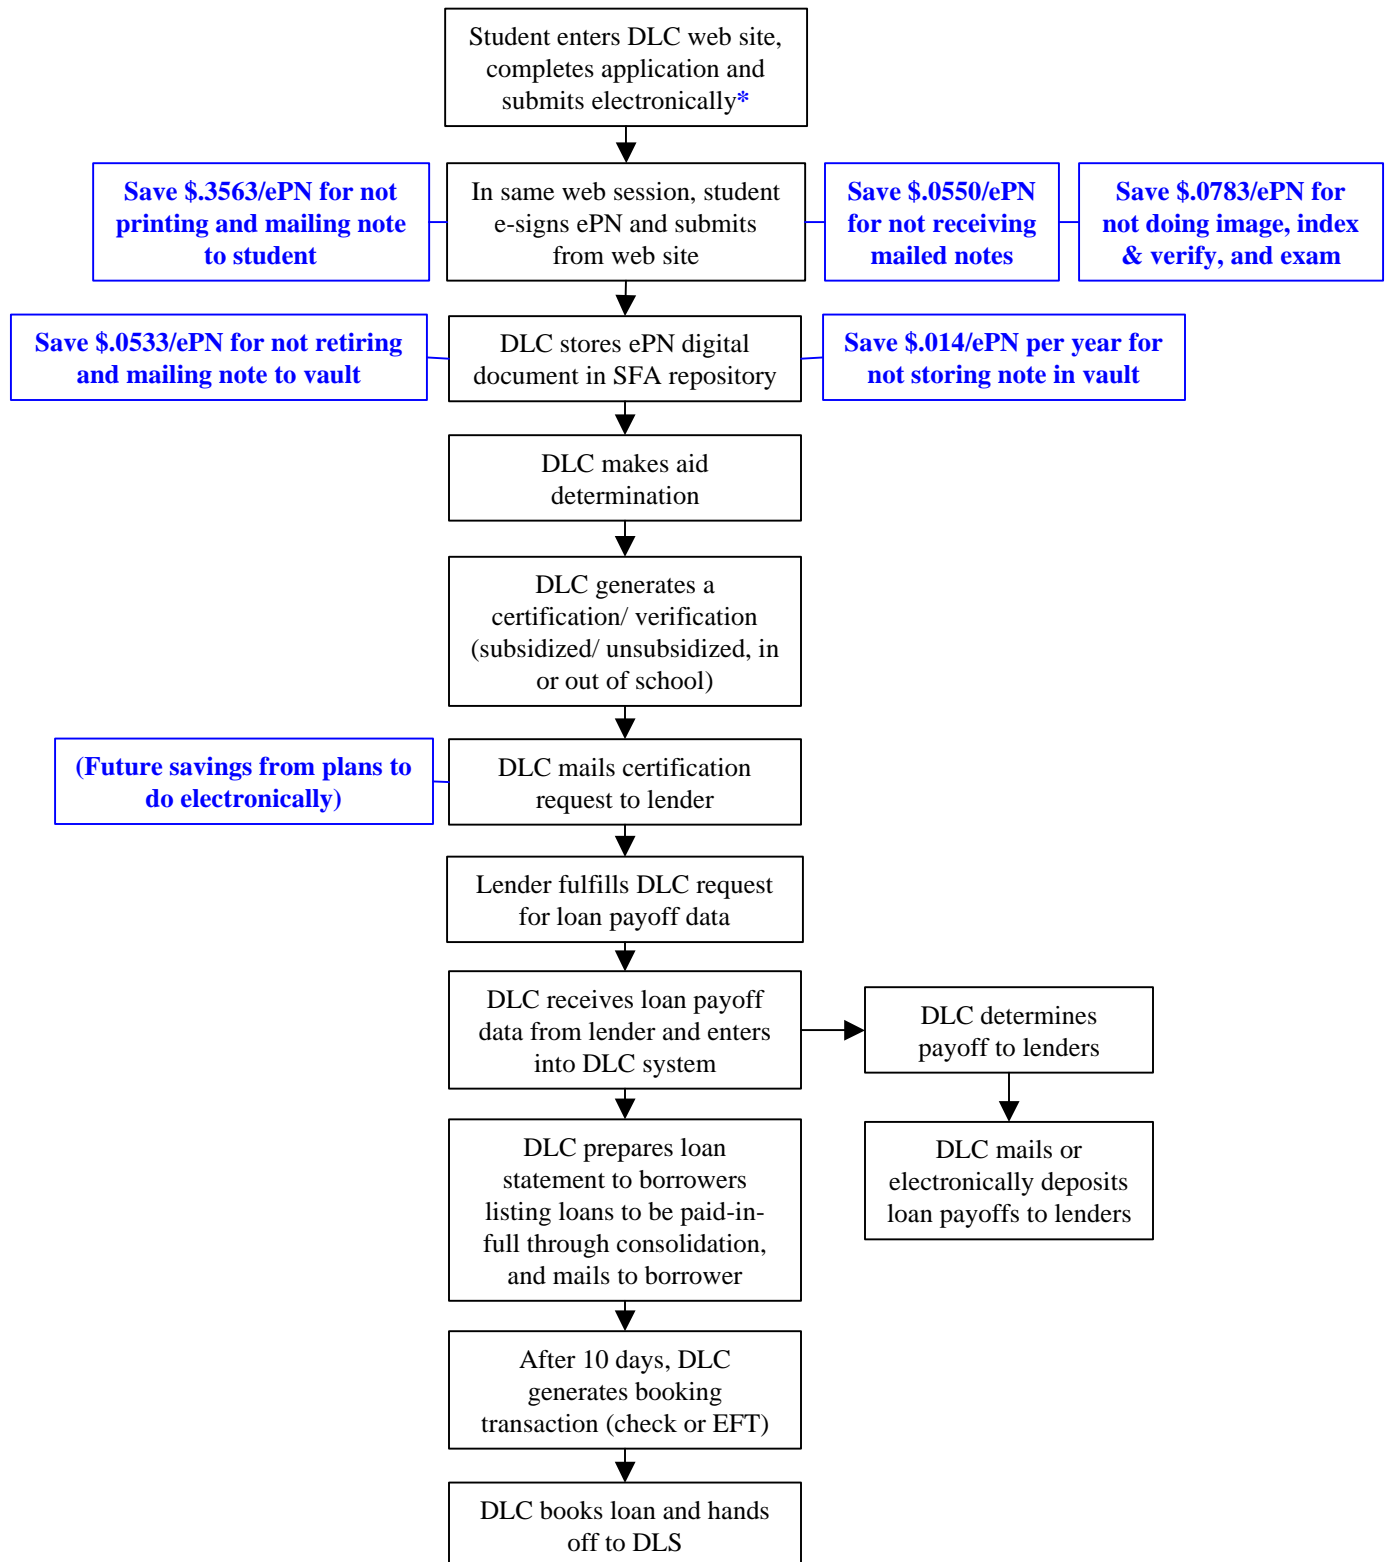 Student enters DLC web site,
completes application and
submits electronically*
Save $.3563/ePN for not
printing and mailing note
to student
In same web session, student
e-signs ePN and submits
from web site
Save $.0550/ePN
for not receiving
mailed notes
Save $.0783/ePN for
not doing image, index
& verify, and exam
Save $.0533/ePN for not retiring
and mailing note to vault
DLC stores ePN digital
document in SFA repository
Save $.014/ePN per year for
not storing note in vault
DLC makes aid
determination
DLC generates a
certification/ verification
(subsidized/ unsubsidized, in
or out of school)
(Future savings from plans to
do electronically)
DLC mails certification
request to lender
Lender fulfills DLC request
for loan payoff data
DLC receives loan payoff
data from lender and enters
into DLC system
DLC determines
payoff to lenders
DLC prepares loan
statement to borrowers
listing loans to be paid-in-
full through consolidation,
and mails to borrower
DLC mails or
electronically deposits
loan payoffs to lenders
After 10 days, DLC
generates booking
transaction (check or EFT)
DLC books loan and hands
off to DLS